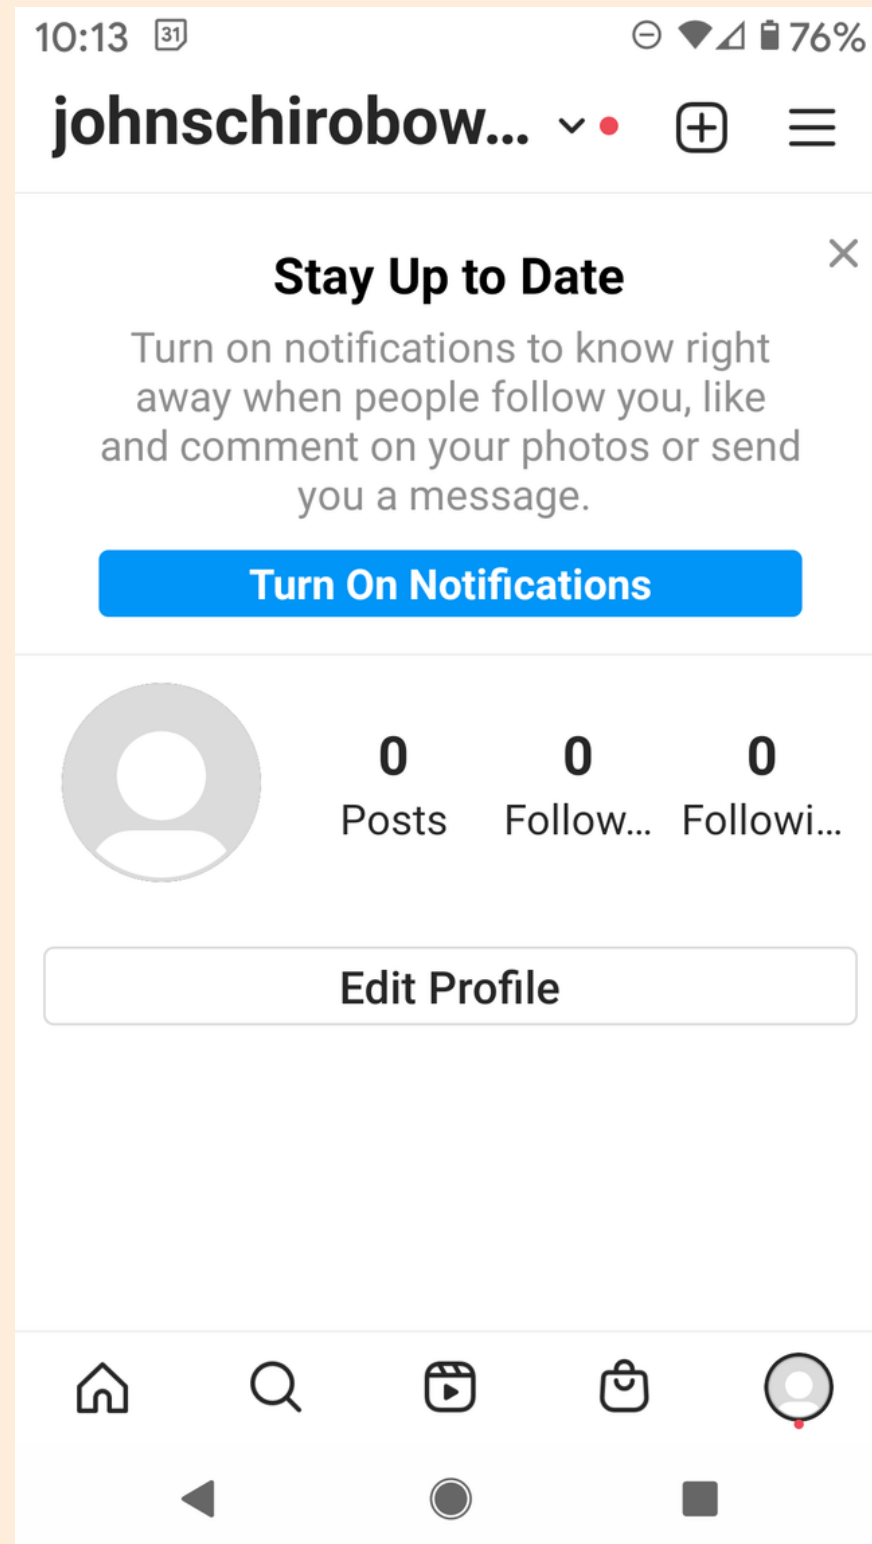 10:13 31 76%
johnschirobow...
Stay Up to Date
Turn on notifications to know right
away when people follow you, like
and comment on your photos or send
you a message.
Turn On Notifications
0 0 0
Posts Follow... Followi...
Edit Profile